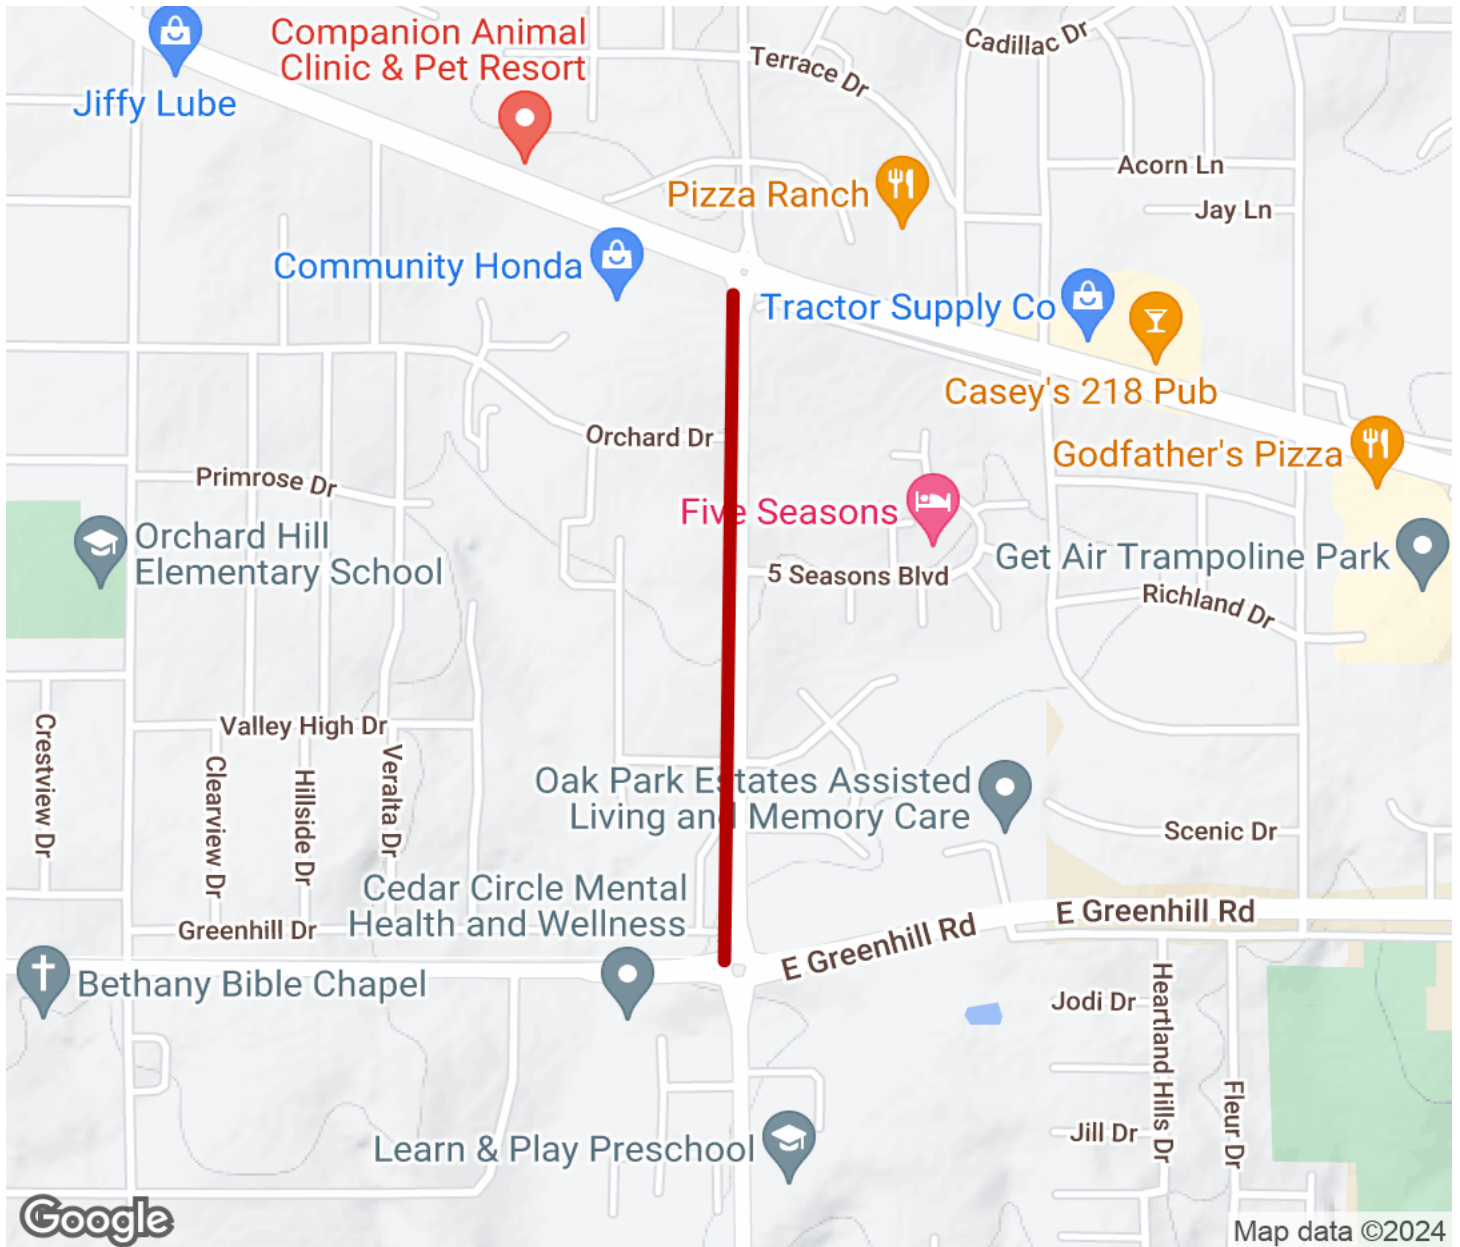 Companion Animal
Clinic & Pet Resort
Cadillac Dr
Terrace Dr
Jiffy Lube
Acorn Ln
Pizza Ranch
Jay Ln
Community Honda
Tractor Supply Co
Casey's 218 Pub
Orchard Dr
Godfather's Pizza
Primrose Dr
Five Seasons
Orchard Hill
Elementary School
Get Air Trampoline Park
5 Seasons Blvd
Richland Dr
Valley High Dr
Crestview Dr
Clearview Dr
Hillside Dr
Veralta Dr
Oak Park Estates Assisted
Living and Memory Care
Scenic Dr
Cedar Circle Mental
Health and Wellness
E Greenhill Rd
Greenhill Dr
E Greenhill Rd
Bethany Bible Chapel
Jodi Dr
Heartland Hills Dr
Fleur Dr
Jill Dr
Learn & Play Preschool
Google
Map data ©2024